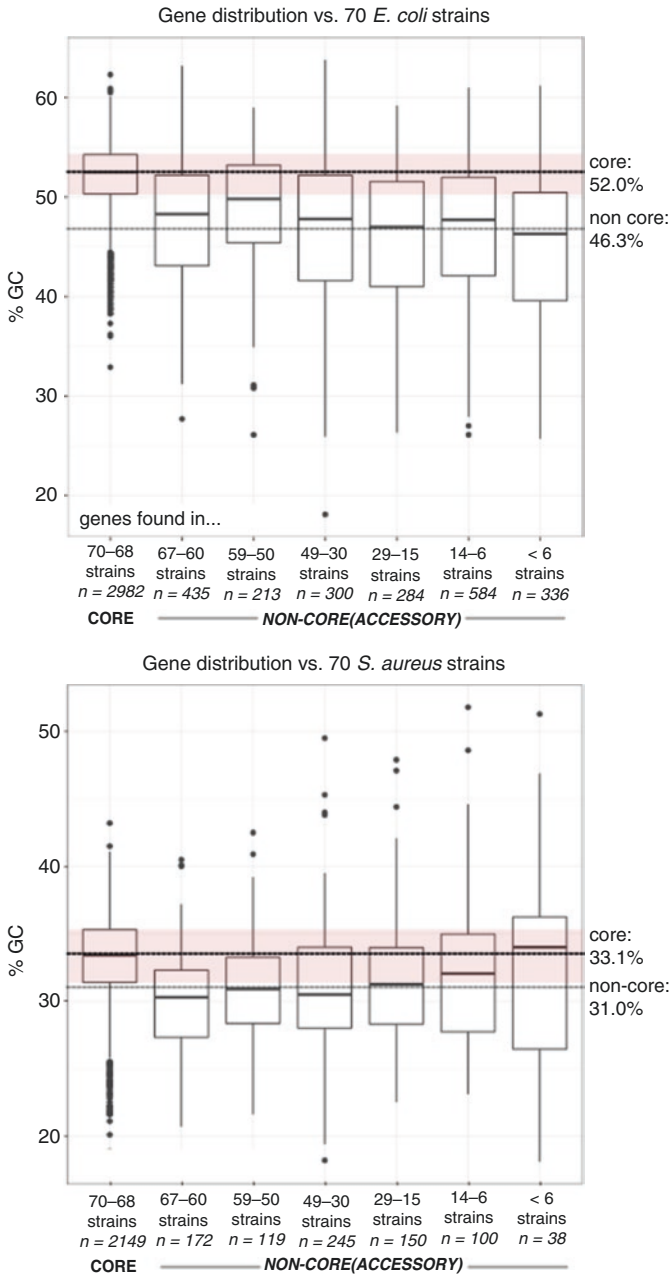 Gene distribution vs. 70 E. coli strains
% GC
60
50
40
30
20
core:
52.0%
non core:
46.3%
genes found in...
70–68 67–60 59–50 49–30 29–15 14–6 < 6
strains strains strains strains strains strains strains
n = 2982 n = 435 n = 213 n = 300 n = 284 n = 584 n = 336
CORE NON-CORE(ACCESSORY)
Gene distribution vs. 70 S. aureus strains
% GC
50
40
30
20
core:
33.1%
non-core:
31.0%
70–68 67–60 59–50 49–30 29–15 14–6 < 6
strains strains strains strains strains strains strains
n = 2149 n = 172 n = 119 n = 245 n = 150 n = 100 n = 38
CORE NON-CORE(ACCESSORY)